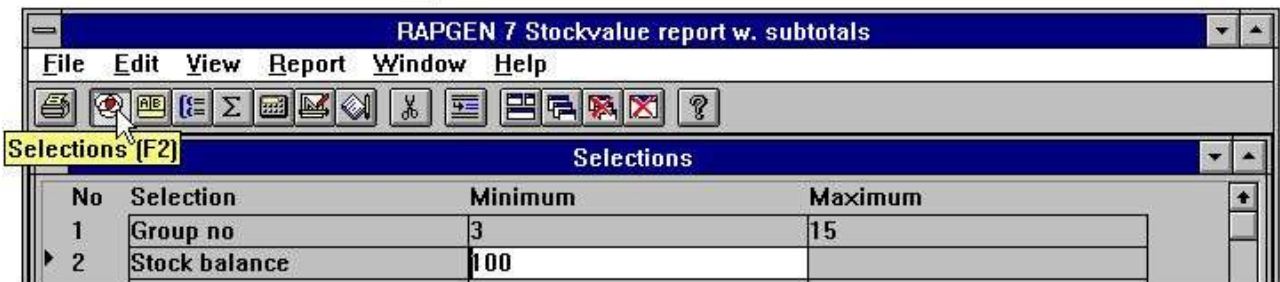 RAPGEN 7 Stockvalue report w. subtotals
File Edit View Report Window Help
A B Σ ?
Selections (F2)
Selections
No Selection Minimum Maximum
1 Group no 3 15
2 Stock balance 100